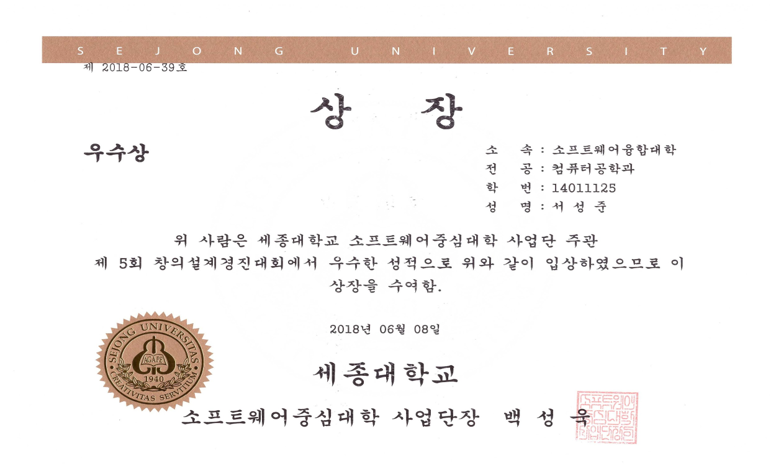 SEJONG UNIVERSITY
제 2018-06-39호
상 장
우수상
소 속 : 소프트웨어융합대학
전 공 : 컴퓨터공학과
학 번 : 14011125
성 명 : 서 성 준
위 사람은 세종대학교 소프트웨어중심대학 사업단 주관
제 5회 창의설계경진대회에서 우수한 성적으로 위와 같이 입상하였으므로 이
상장을 수여함.
2018년 06월 08일
SEJONG UNIVERSITAS
AGAPE
1940
CREATIVITAS SERVITIUM
세종대학교
소프트웨어중심대학 사업단장 백 성 욱